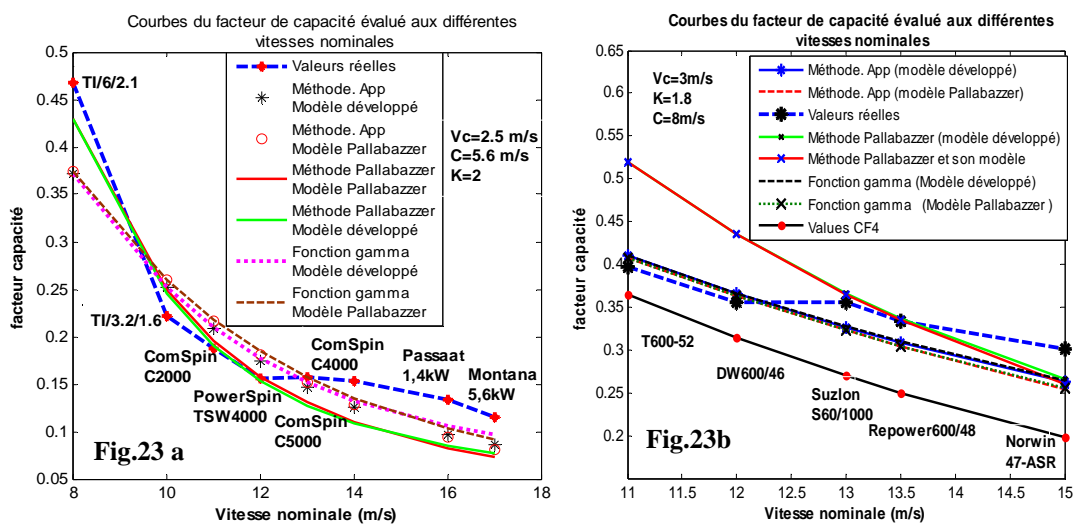 Courbes du facteur de capacité évalué aux différentes
vitesses nominales
facteur capacité
0.5
0.45
0.4
0.35
0.3
0.25
0.2
0.15
0.1
0.05
8
10
12
14
16
18
Vitesse nominale (m/s)
Valeurs réelles
Méthode. App
Modèle développé
Méthode. App
Modèle Pallabazzer
Méthode Pallabazzer
Modèle Pallabazzer
Méthode Pallabazzer
Modèle développé
Fonction gamma
Modèle développé
Fonction gamma
Modèle Pallabazzer
Vc=2.5 m/s
C=5.6 m/s
K=2
TI/6/2.1
TI/3.2/1.6
ComSpin
C2000
PowerSpin
TSW4000
ComSpin
C5000
ComSpin
C4000
Passaat
1,4kW
Montana
5,6kW
Fig.23 a
Courbes du facteur de capacité évalué aux différentes
vitesses nominales
facteur capacité
0.65
0.6
0.55
0.5
0.45
0.4
0.35
0.3
0.25
0.2
11
11.5
12
12.5
13
13.5
14
14.5
15
Vitesse nominale (m/s)
Vc=3m/s
K=1.8
C=8m/s
Méthode. App (modèle développé)
Méthode. App (modèle Pallabazzer)
Valeurs réelles
Méthode Pallabazzer (modèle développé)
Méthode Pallabazzer et son modèle
Fonction gamma (Modèle développé)
Fonction gamma (Modèle Pallabazzer )
Values CF4
T600-52
DW600/46
Suzlon
S60/1000
Repower600/48
Norwin
47-ASR
Fig.23b